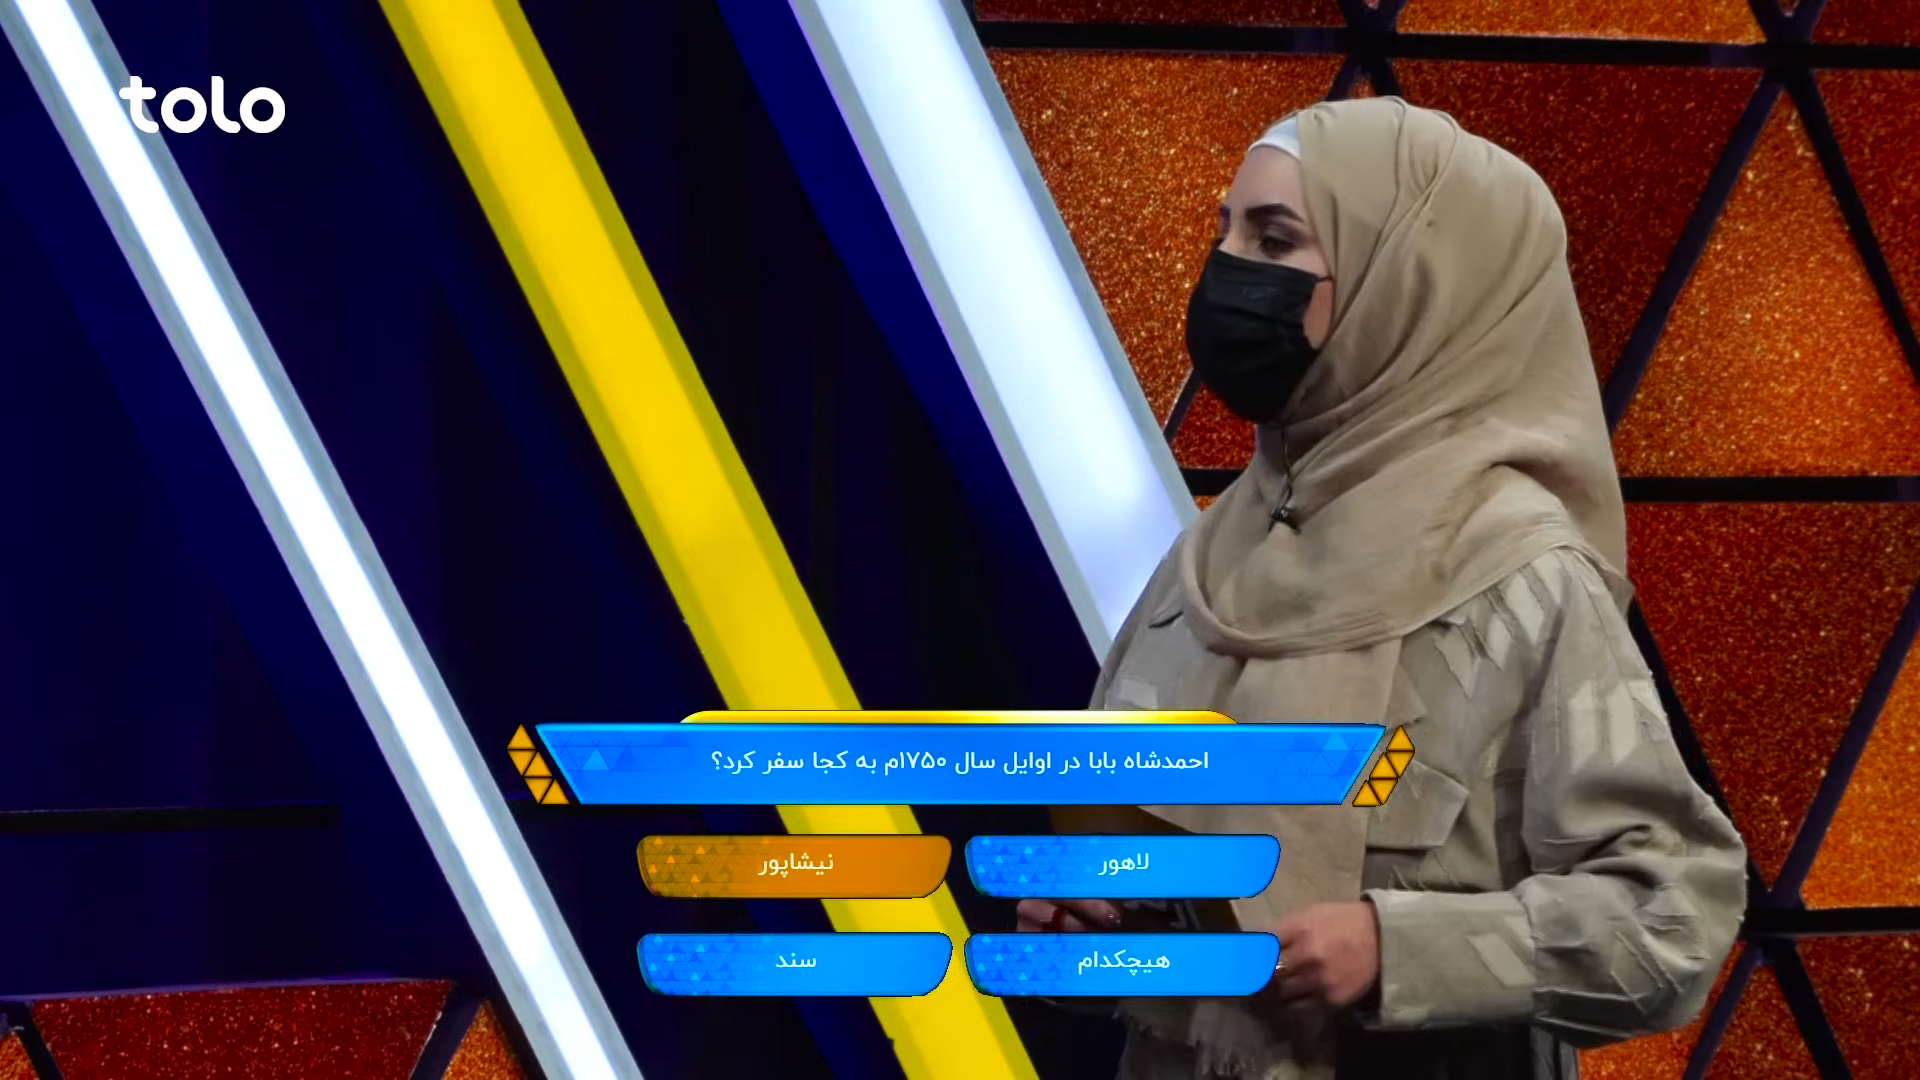 tolo
احمدشاه بابا در اوایل سال ۱۷۵۰م به کجا سفر کرد؟
لاهور
نیشاپور
هیچکدام
سند